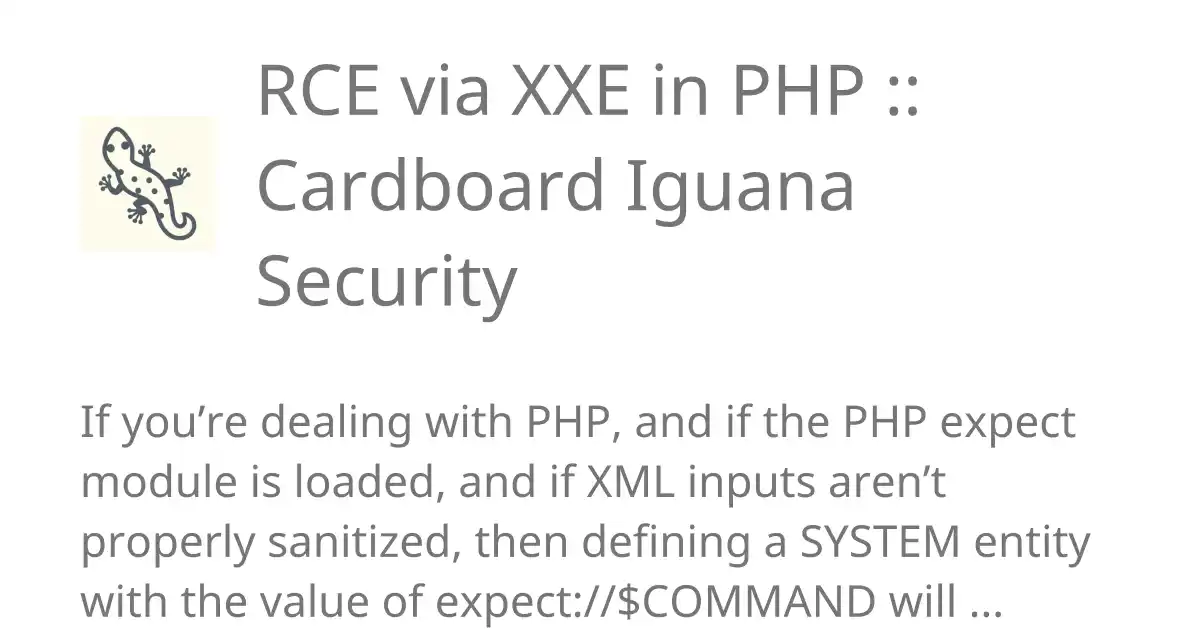 RCE via XXE in PHP ::
Cardboard Iguana
Security
If you’re dealing with PHP, and if the PHP expect
module is loaded, and if XML inputs aren’t
properly sanitized, then defining a SYSTEM entity
with the value of expect://$COMMAND will ...